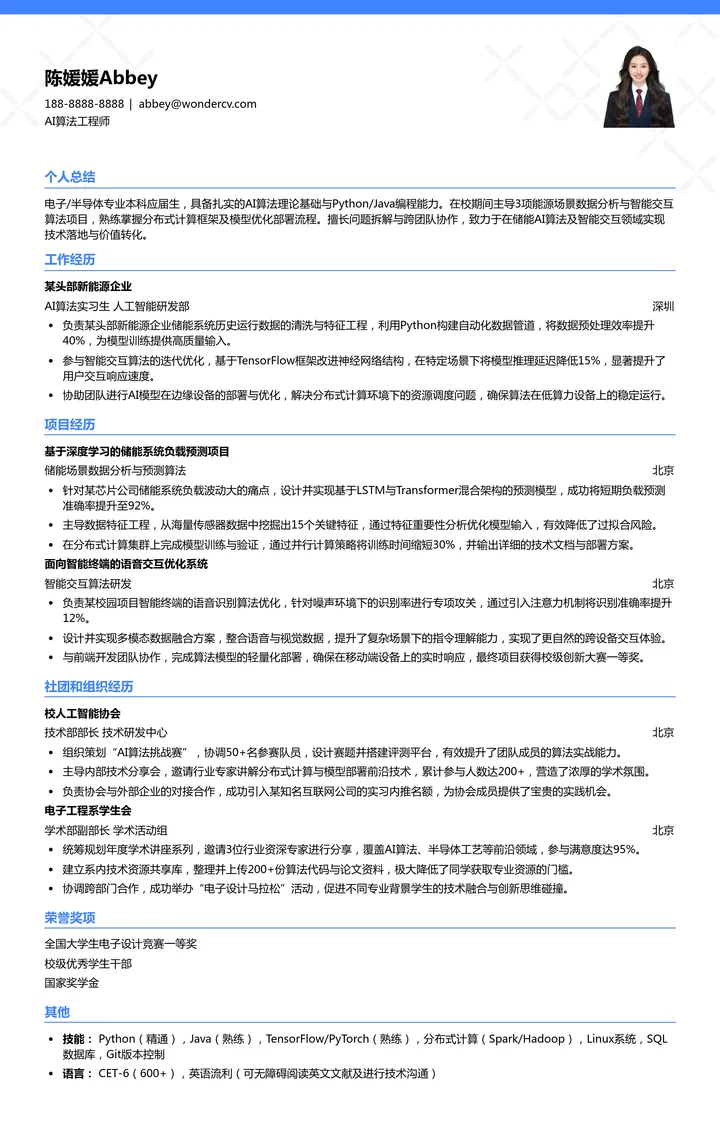 陈媛媛Abbey
188-8888-8888 | abbey@wondercv.com
AI算法工程师
个人总结
电子/半导体专业本科应届生，具备扎实的AI算法理论基础与Python/Java编程能力。在校期间主导3项能源场景数据分析与智能交互
算法项目，熟练掌握分布式计算框架及模型优化部署流程。擅长问题拆解与跨团队协作，致力于在储能AI算法及智能交互领域实现
技术落地与价值转化。
工作经历
某头部新能源企业
AI算法实习生 人工智能研发部 深圳
• 负责某头部新能源企业储能系统历史运行数据的清洗与特征工程，利用Python构建自动化数据管道，将数据预处理效率提升
40%，为模型训练提供高质量输入。
• 参与智能交互算法的迭代优化，基于TensorFlow框架改进神经网络结构，在特定场景下将模型推理延迟降低15%，显著提升了
用户交互响应速度。
• 协助团队进行AI模型在边缘设备的部署与优化，解决分布式计算环境下的资源调度问题，确保算法在低算力设备上的稳定运行。
项目经历
基于深度学习的储能系统负载预测项目
储能场景数据分析与预测算法 北京
• 针对某芯片公司储能系统负载波动大的痛点，设计并实现基于LSTM与Transformer混合架构的预测模型，成功将短期负载预测
准确率提升至92%。
• 主导数据特征工程，从海量传感器数据中挖掘出15个关键特征，通过特征重要性分析优化模型输入，有效降低了过拟合风险。
• 在分布式计算集群上完成模型训练与验证，通过并行计算策略将训练时间缩短30%，并输出详细的技术文档与部署方案。
面向智能终端的语音交互优化系统
智能交互算法研发 北京
• 负责某校园项目智能终端的语音识别算法优化，针对噪声环境下的识别率进行专项攻关，通过引入注意力机制将识别准确率提升
12%。
• 设计并实现多模态数据融合方案，整合语音与视觉数据，提升了复杂场景下的指令理解能力，实现了更自然的跨设备交互体验。
• 与前端开发团队协作，完成算法模型的轻量化部署，确保在移动端设备上的实时响应，最终项目获得校级创新大赛一等奖。
社团和组织经历
校人工智能协会
技术部部长 技术研发中心 北京
• 组织策划“AI算法挑战赛”，协调50+名参赛队员，设计赛题并搭建评测平台，有效提升了团队成员的算法实战能力。
• 主导内部技术分享会，邀请行业专家讲解分布式计算与模型部署前沿技术，累计参与人数达200+，营造了浓厚的学术氛围。
• 负责协会与外部企业的对接合作，成功引入某知名互联网公司的实习内推名额，为协会成员提供了宝贵的实践机会。
电子工程系学生会
学术部副部长 学术活动组 北京
• 统筹规划年度学术讲座系列，邀请3位行业资深专家进行分享，覆盖AI算法、半导体工艺等前沿领域，参与满意度达95%。
• 建立系内技术资源共享库，整理并上传200+份算法代码与论文资料，极大降低了同学获取专业资源的门槛。
• 协调跨部门合作，成功举办“电子设计马拉松”活动，促进不同专业背景学生的技术融合与创新思维碰撞。
荣誉奖项
全国大学生电子设计竞赛一等奖
校级优秀学生干部
国家奖学金
其他
• 技能： Python（精通），Java（熟练），TensorFlow/PyTorch（熟练），分布式计算（Spark/Hadoop），Linux系统，SQL
数据库，Git版本控制
• 语言： CET-6（600+），英语流利（可无障碍阅读英文文献及进行技术沟通）